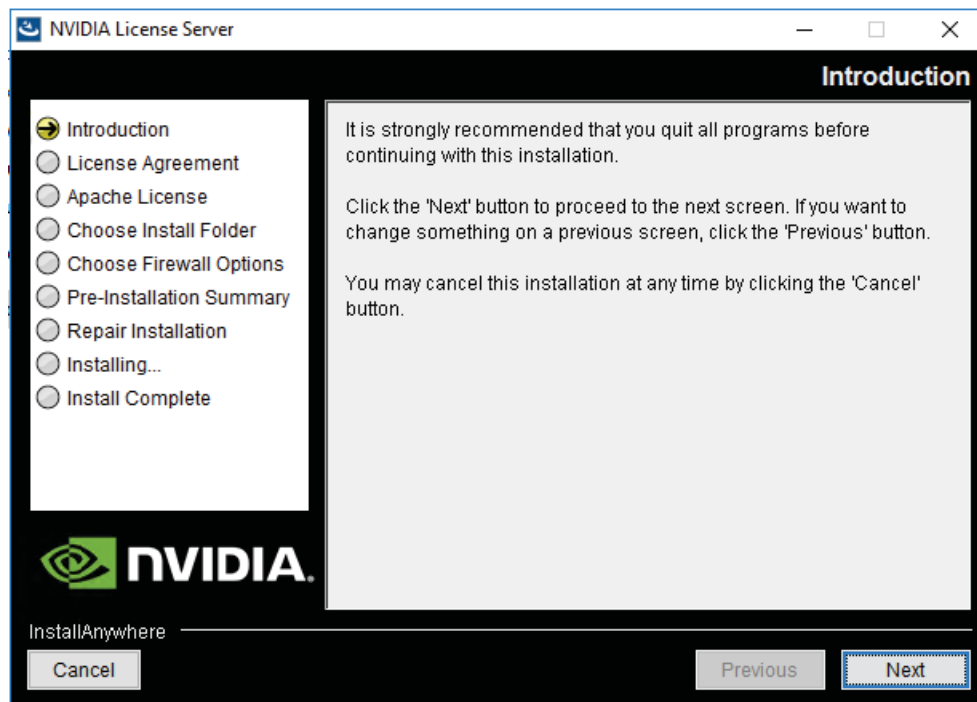 NVIDIA License Server
Introduction
Introduction
License Agreement
Apache License
Choose Install Folder
Choose Firewall Options
Pre-Installation Summary
Repair Installation
Installing...
Install Complete
It is strongly recommended that you quit all programs before
continuing with this installation.
Click the 'Next' button to proceed to the next screen. If you want to
change something on a previous screen, click the 'Previous' button.
You may cancel this installation at any time by clicking the 'Cancel'
button.
NVIDIA.
InstallAnywhere
Cancel
Previous
Next